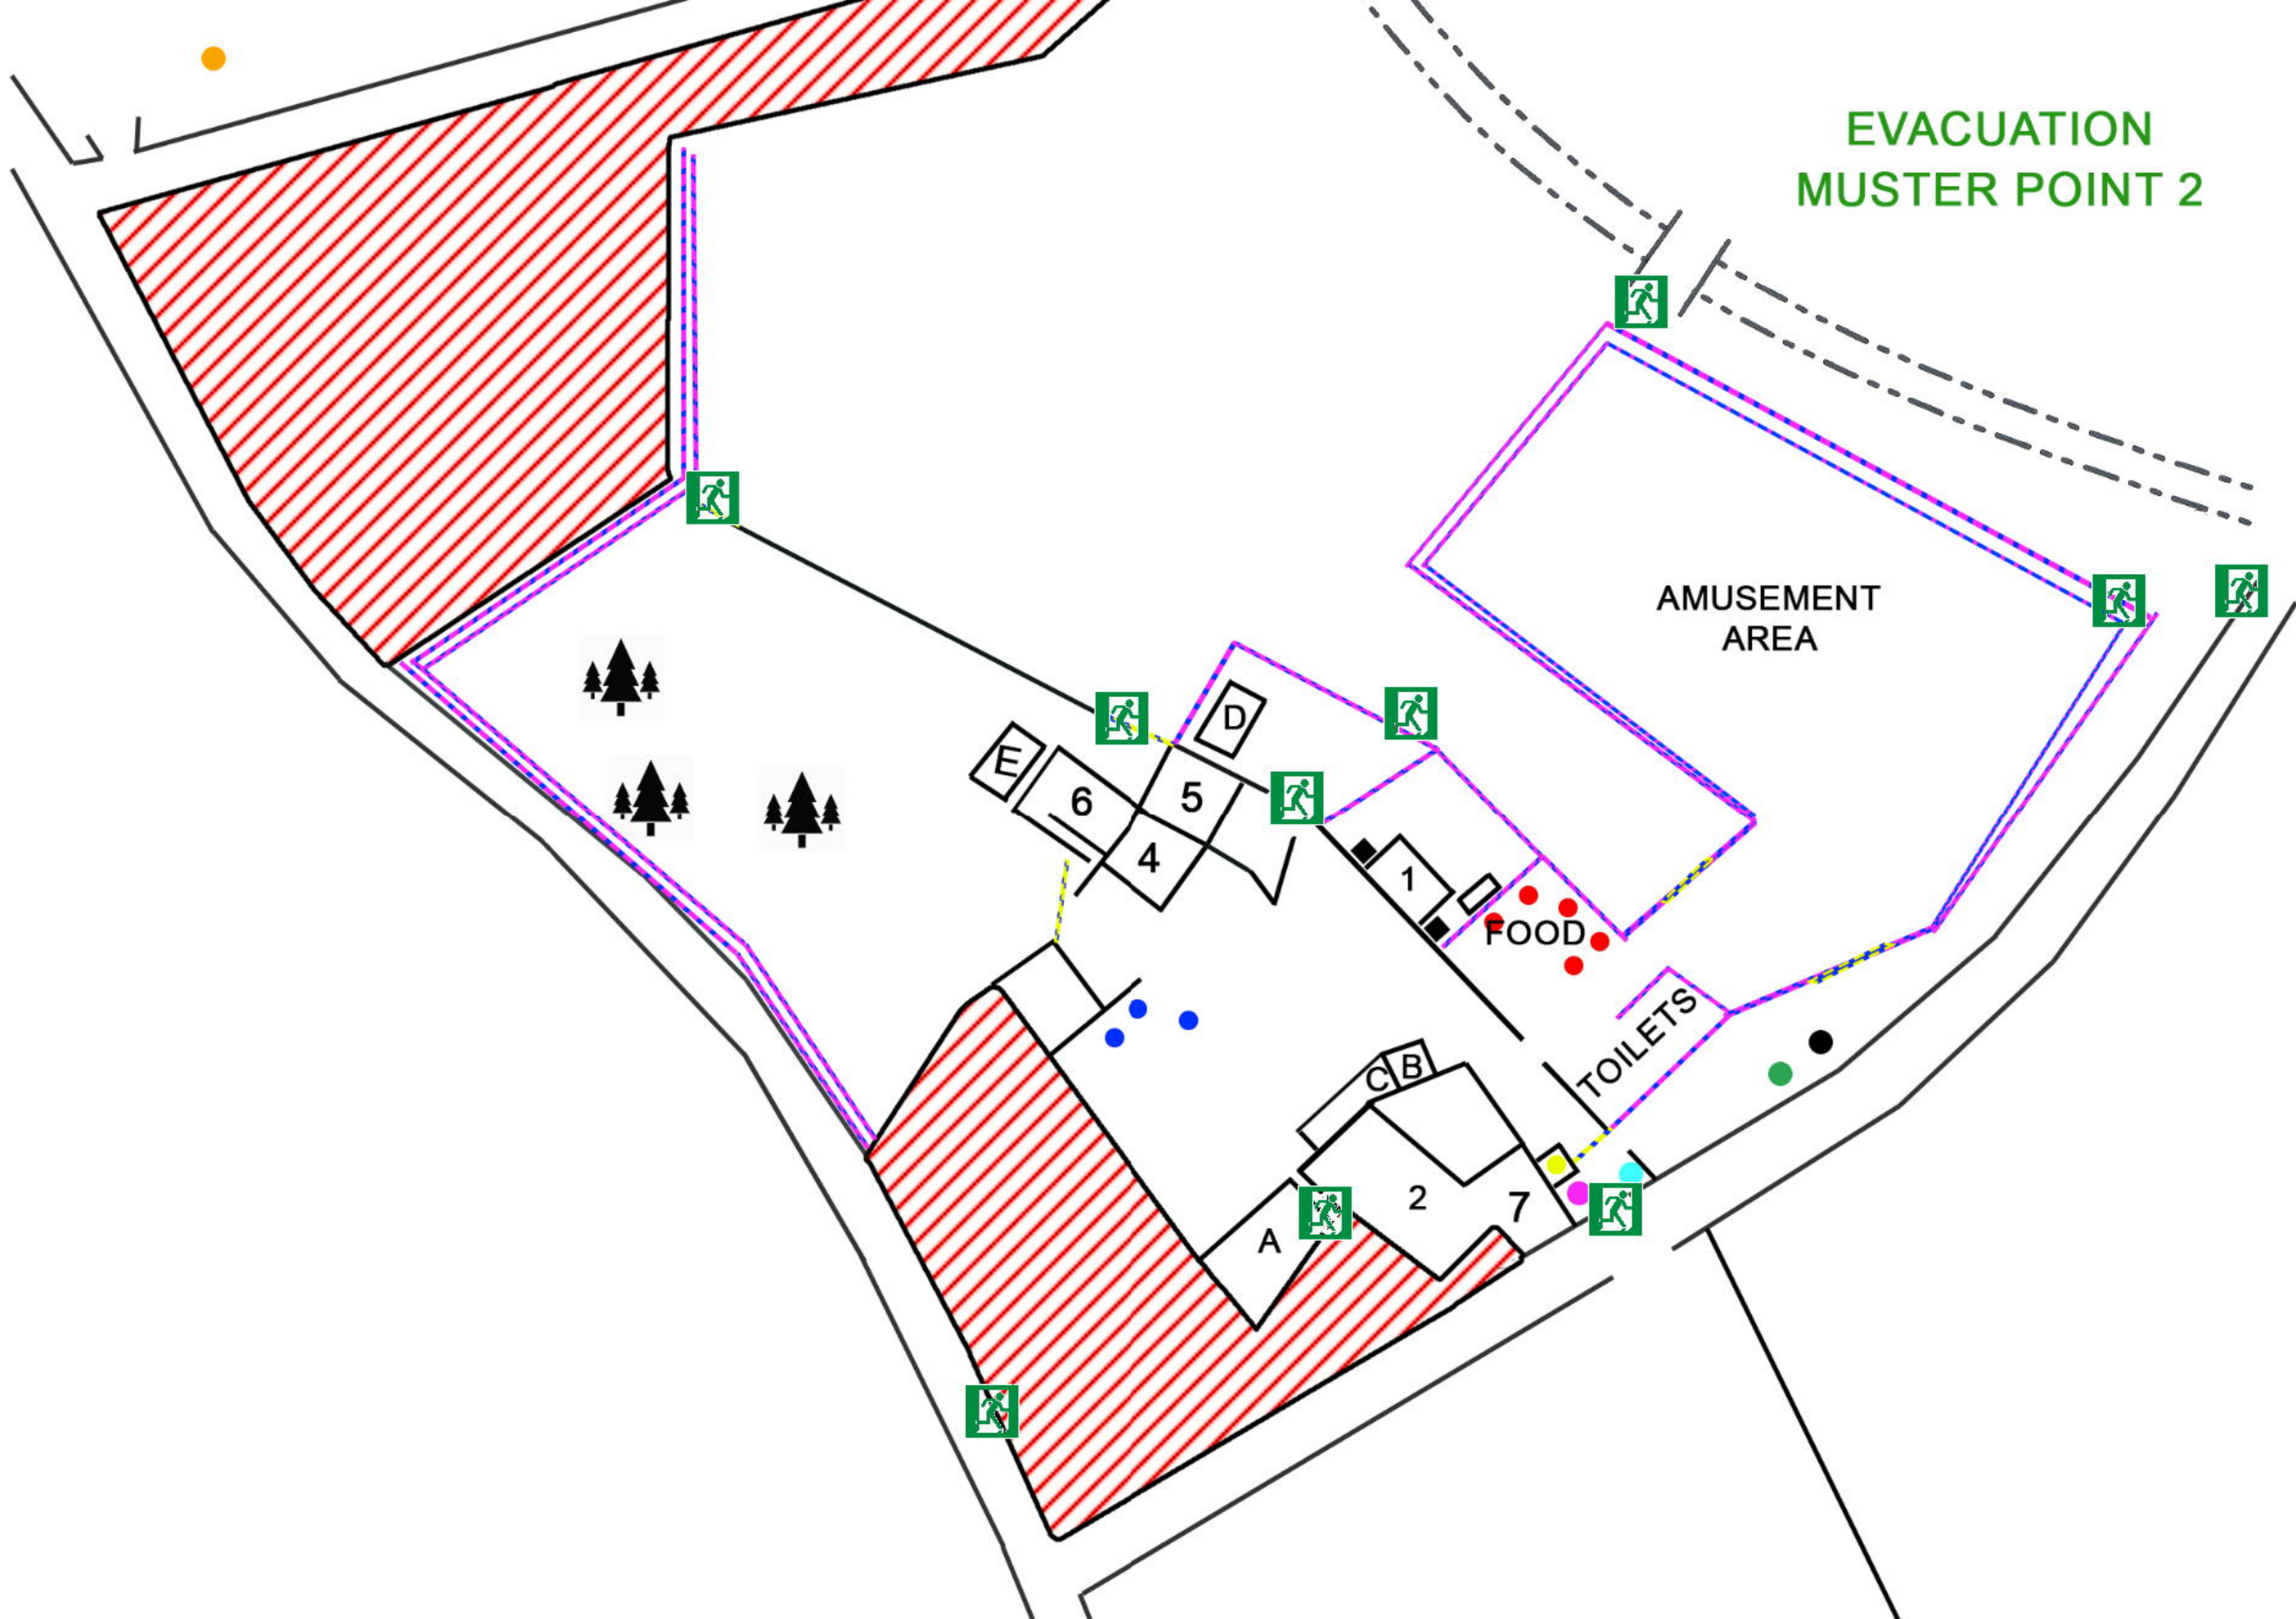 EVACUATION
MUSTER POINT 2
AMUSEMENT
AREA
D
E
6
5
4
1
FOOD
TOILETS
C
B
2
7
A